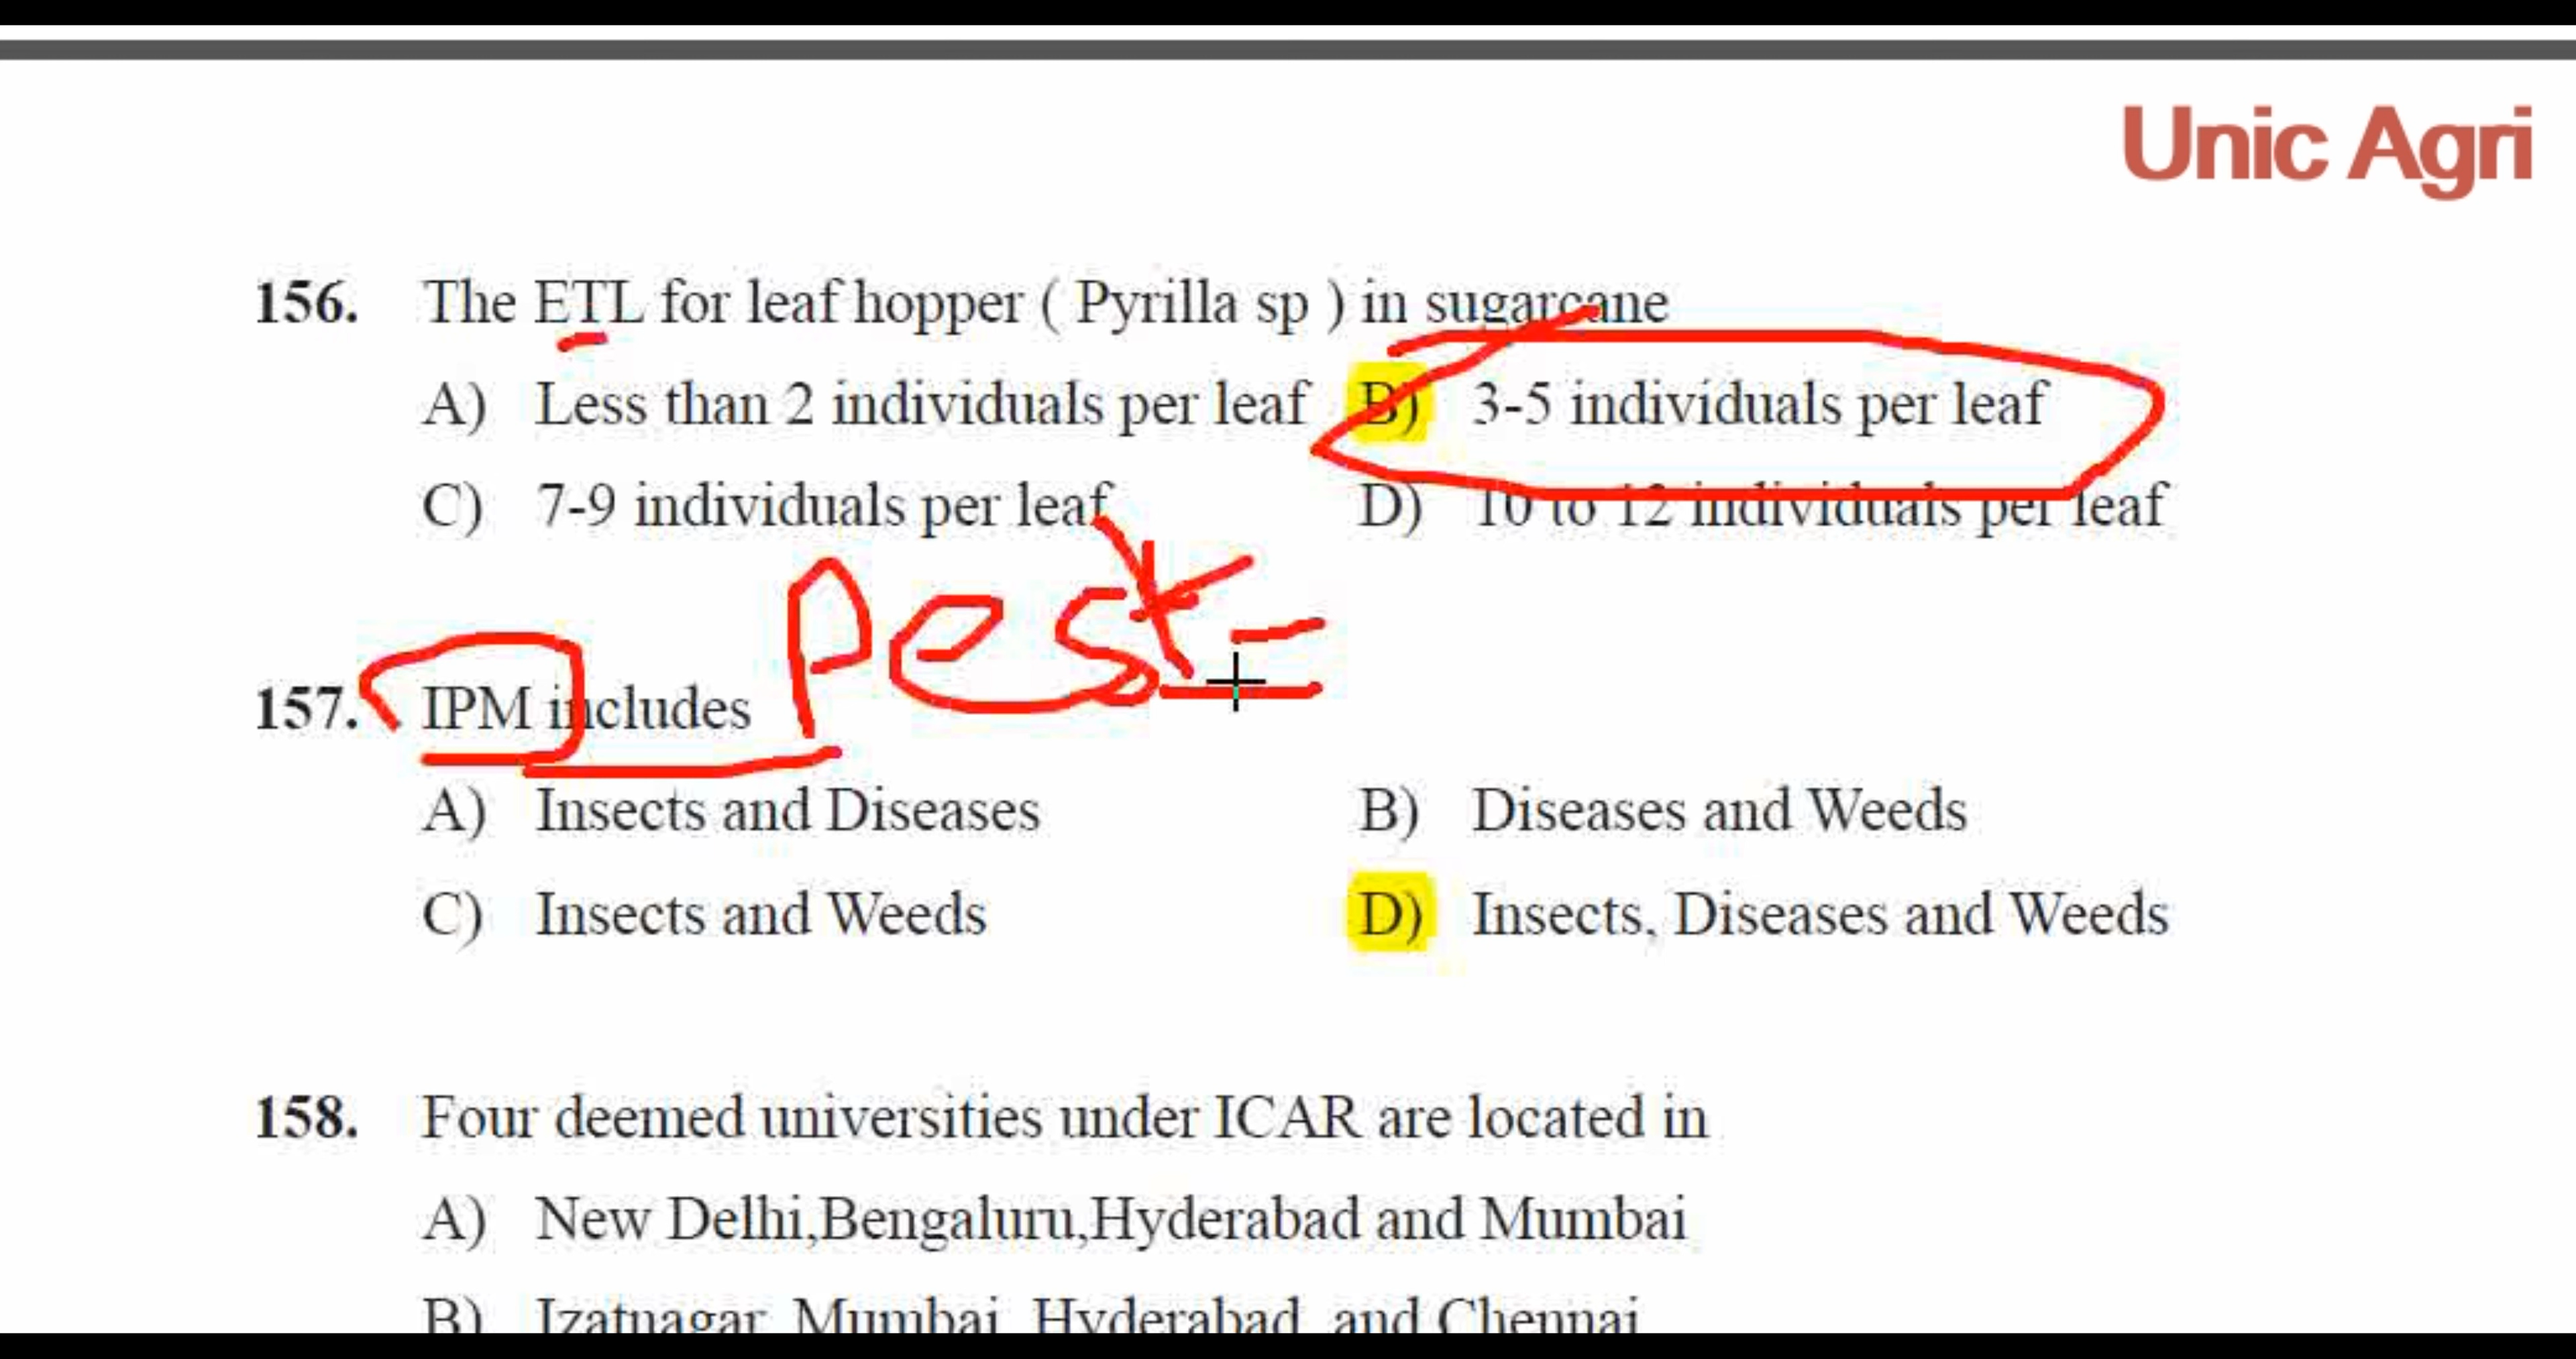 Unic Agri
156. The ETL for leaf hopper ( Pyrilla sp ) in sugarcane
A) Less than 2 individuals per leaf B) 3-5 individuals per leaf
C) 7-9 individuals per leaf D) 10 to 12 individuals per leaf
Pest =
157. IPM includes
A) Insects and Diseases B) Diseases and Weeds
C) Insects and Weeds D) Insects, Diseases and Weeds
158. Four deemed universities under ICAR are located in
A) New Delhi,Bengaluru,Hyderabad and Mumbai
B) Izatnagar, Mumbai, Hyderabad, and Chennai